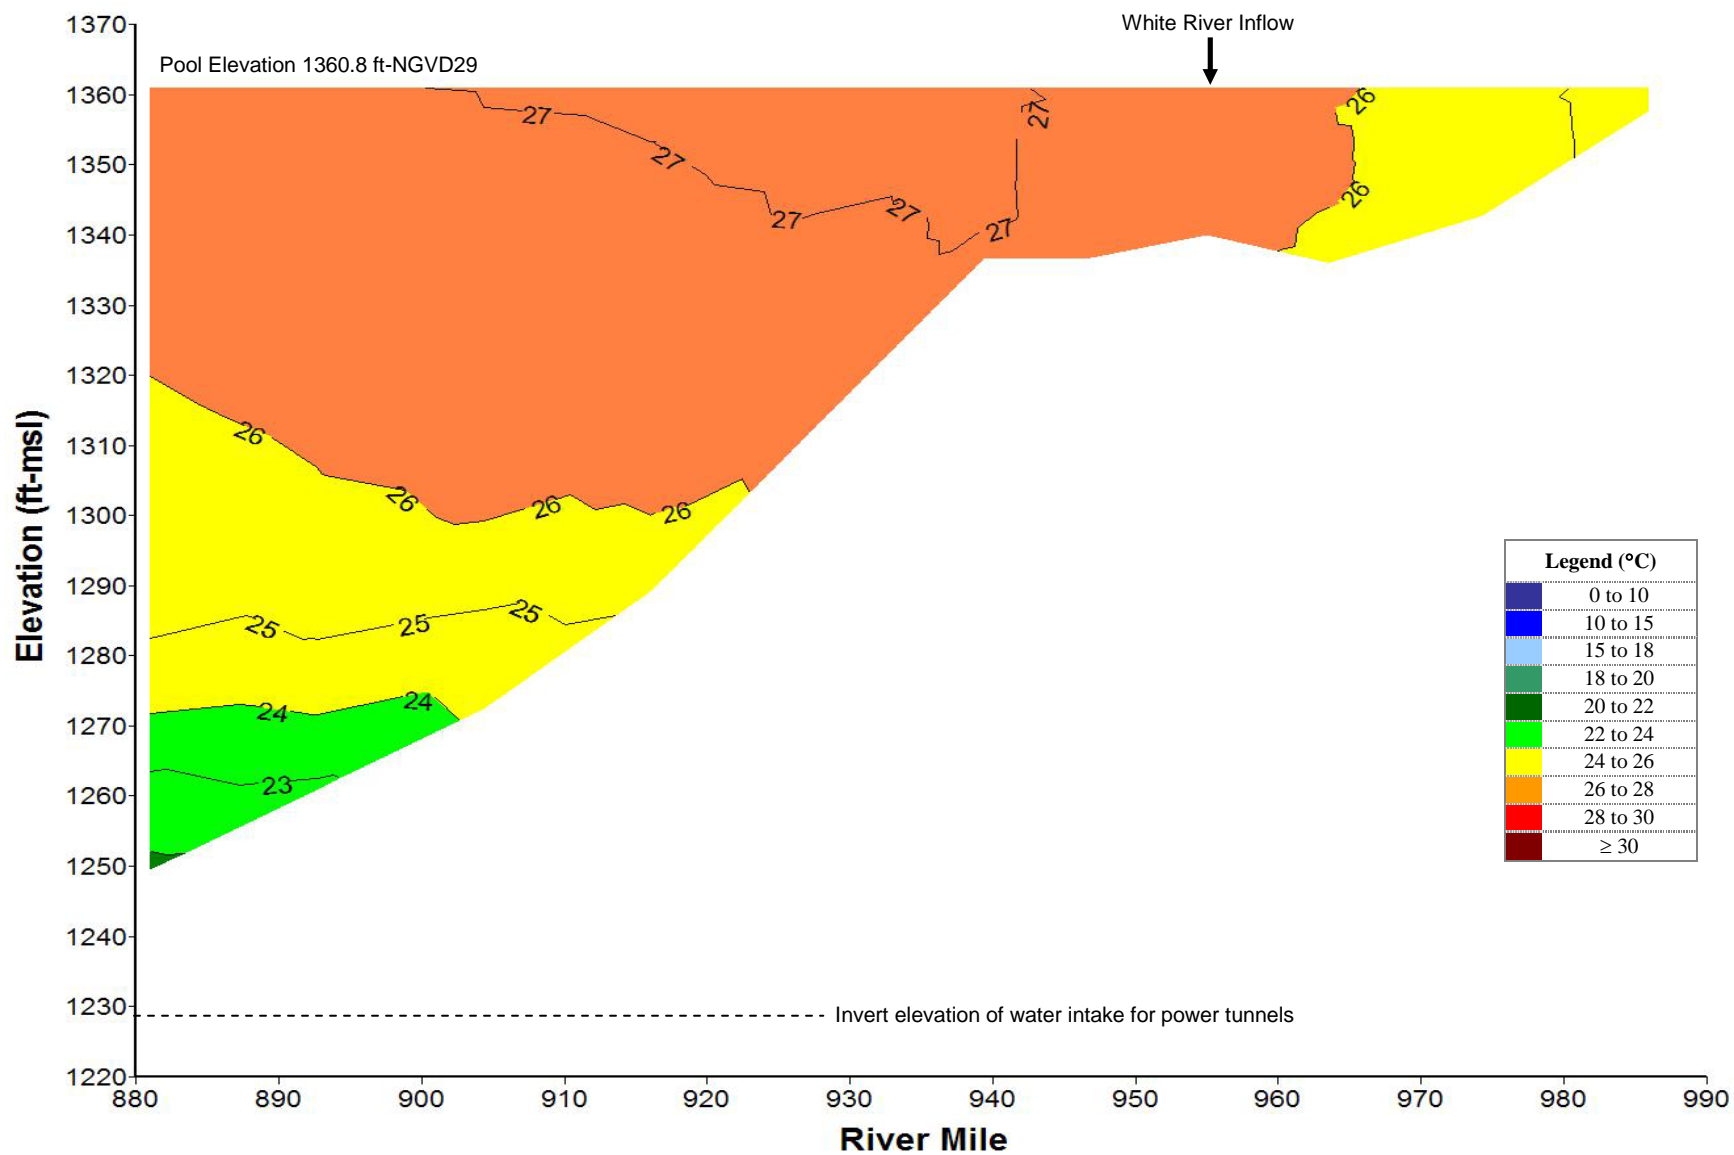 White River Inflow
Pool Elevation 1360.8 ft-NGVD29
1370
1360
1350
1340
1330
1320
1310
1300
1290
1280
1270
1260
1250
1240
1230
1220
Elevation (ft-msl)
27
27
27
27
27
27
26
26
26
26
26
26
25
25
25
24
24
23
Legend (°C)
0 to 10
10 to 15
15 to 18
18 to 20
20 to 22
22 to 24
24 to 26
26 to 28
28 to 30
≥ 30
Invert elevation of water intake for power tunnels
880 890 900 910 920 930 940 950 960 970 980 990
River Mile